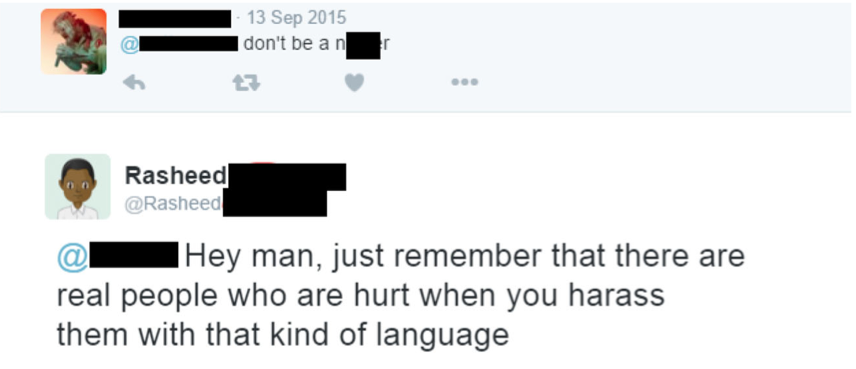 · 13 Sep 2015
@ don't be a n r
Rasheed
@Rasheed
@ Hey man, just remember that there are
real people who are hurt when you harass
them with that kind of language